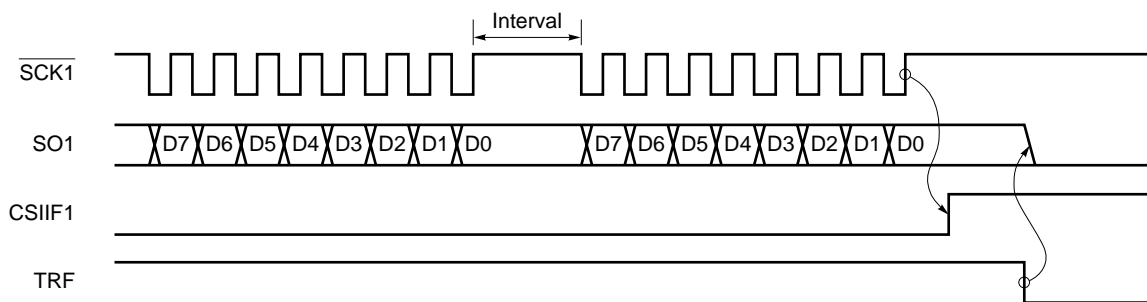 Interval
SCK1
SO1 D7 D6 D5 D4 D3 D2 D1 D0 D7 D6 D5 D4 D3 D2 D1 D0
CSIIF1
TRF